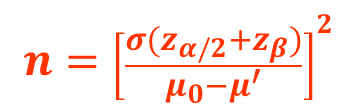 n = [σ(z_{α/2}+z_β) / μ₀−μ′]²